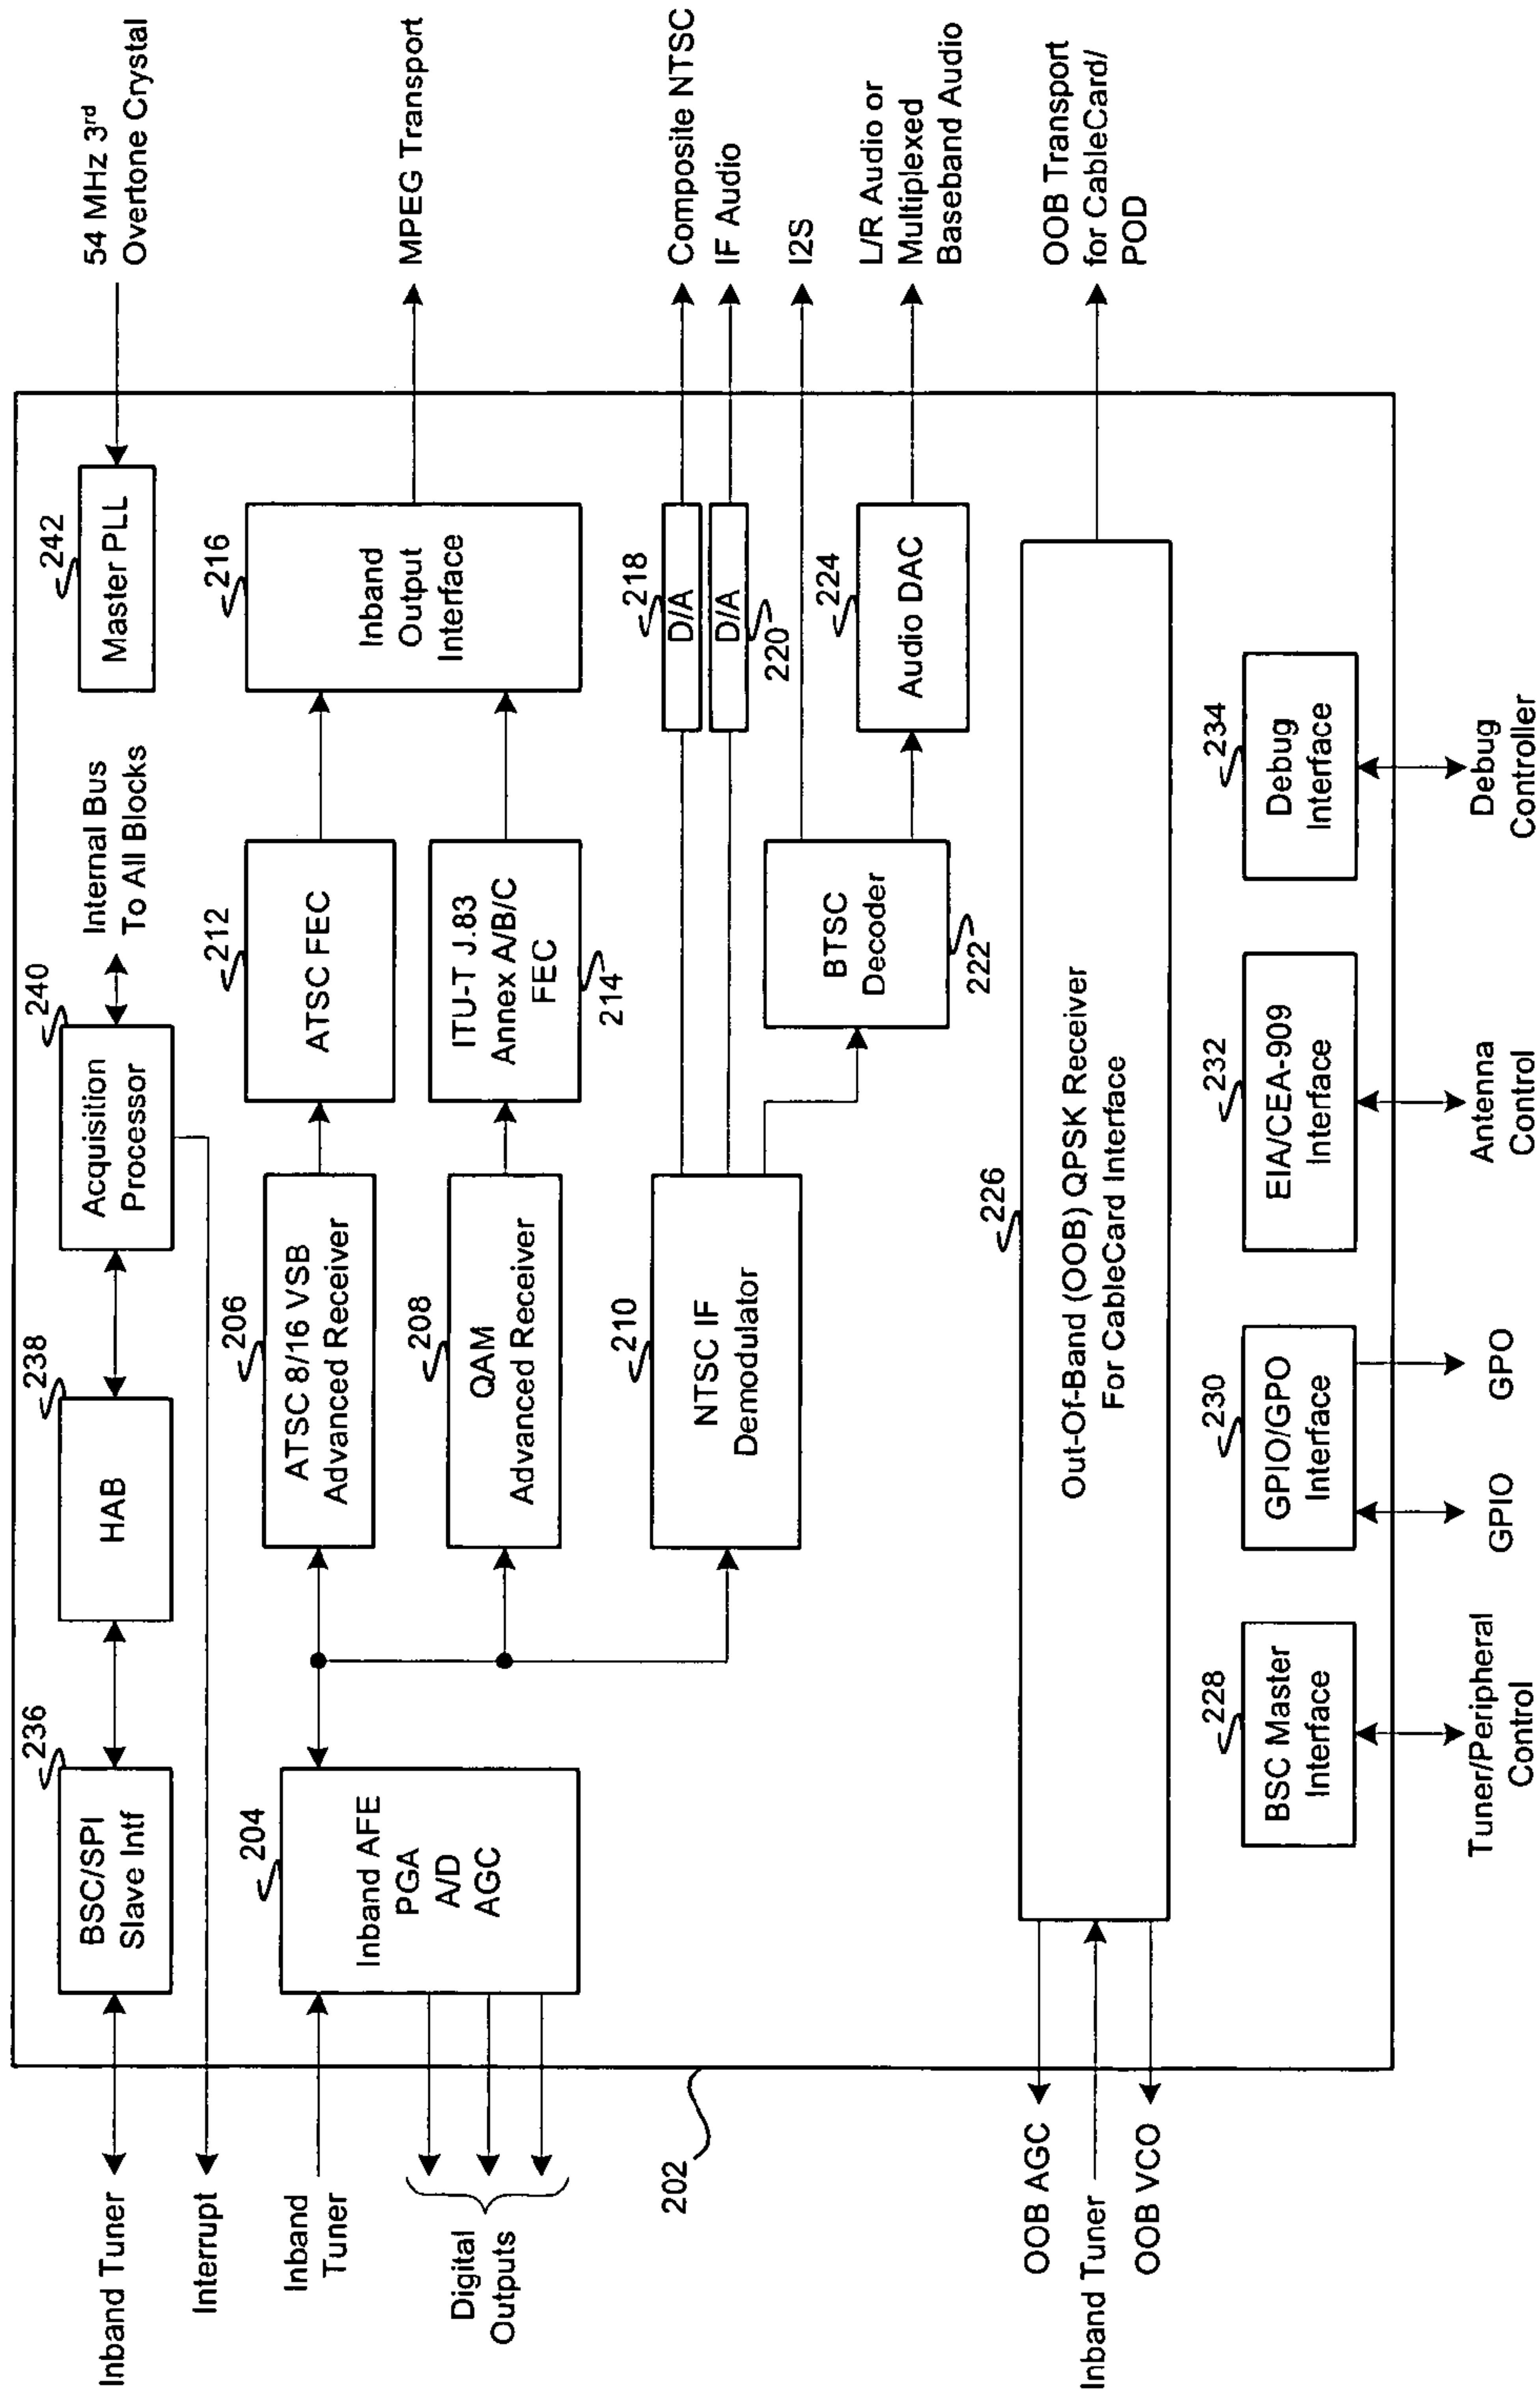 54 MHz 3rd
Overtone Crystal
MPEG Transport
Composite NTSC
IF Audio
I2S
L/R Audio or
Multiplexed
Baseband Audio
OOB Transport
for CableCard/
POD
Inband Tuner
Interrupt
Inband
Tuner
Digital
Outputs
202
OOB AGC
Inband Tuner
OOB VCO
236
BSC/SPI
Slave Intf
238
HAB
240
Acquisition
Processor
Internal Bus
To All Blocks
242
Master PLL
204
Inband AFE
PGA
A/D
AGC
206
ATSC 8/16 VSB
Advanced Receiver
208
QAM
Advanced Receiver
210
NTSC IF
Demodulator
212
ATSC FEC
ITU-T J.83
Annex A/B/C
FEC
214
216
Inband
Output
Interface
218
D/A
D/A
220
BTSC
Decoder
222
224
Audio DAC
226
Out-Of-Band (OOB) QPSK Receiver
For CableCard Interface
228
BSC Master
Interface
Tuner/Peripheral
Control
230
GPIO/GPO
Interface
GPIO
GPO
232
EIA/CEA-909
Interface
Antenna
Control
234
Debug
Interface
Debug
Controller